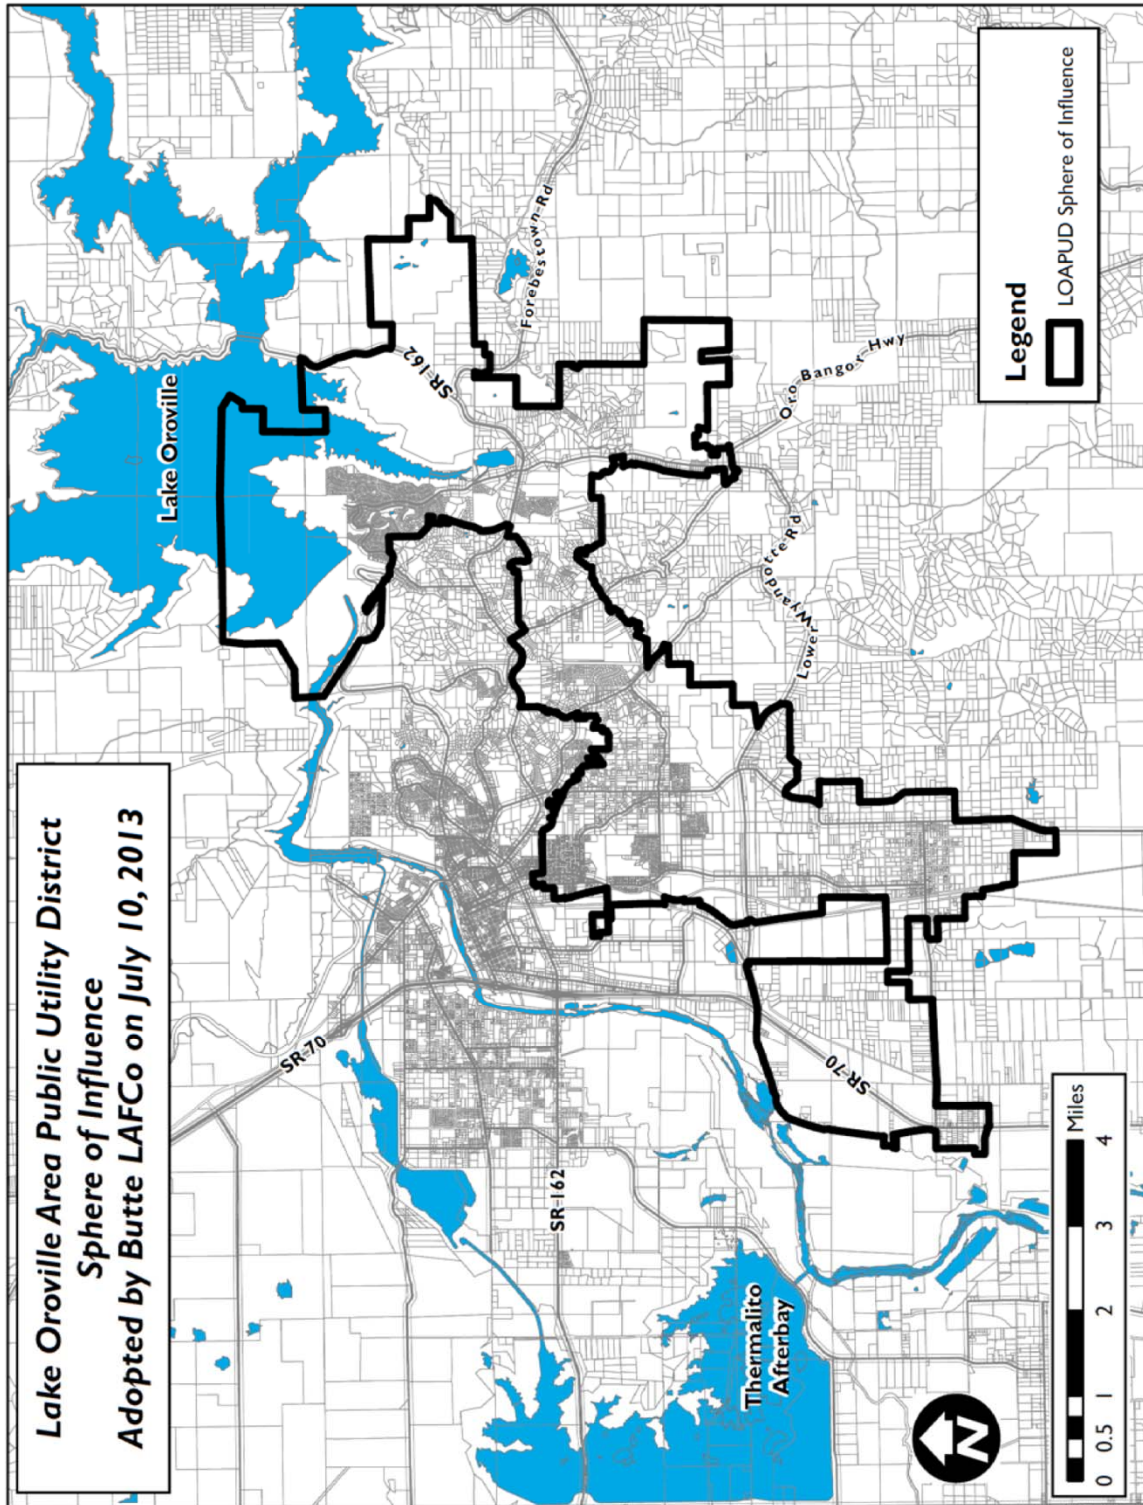 Lake Oroville Area Public Utility District
Sphere of Influence
Adopted by Butte LAFCo on July 10, 2013
Lake Oroville
SR-70
SR-162
Forebestown Rd
SR-162
Oro Bangor Hwy
Lower Wyandotte Rd
SR-70
Thermalito
Afterbay
N
0 0.5 1 2 3 4
Miles
Legend
LOAPUD Sphere of Influence